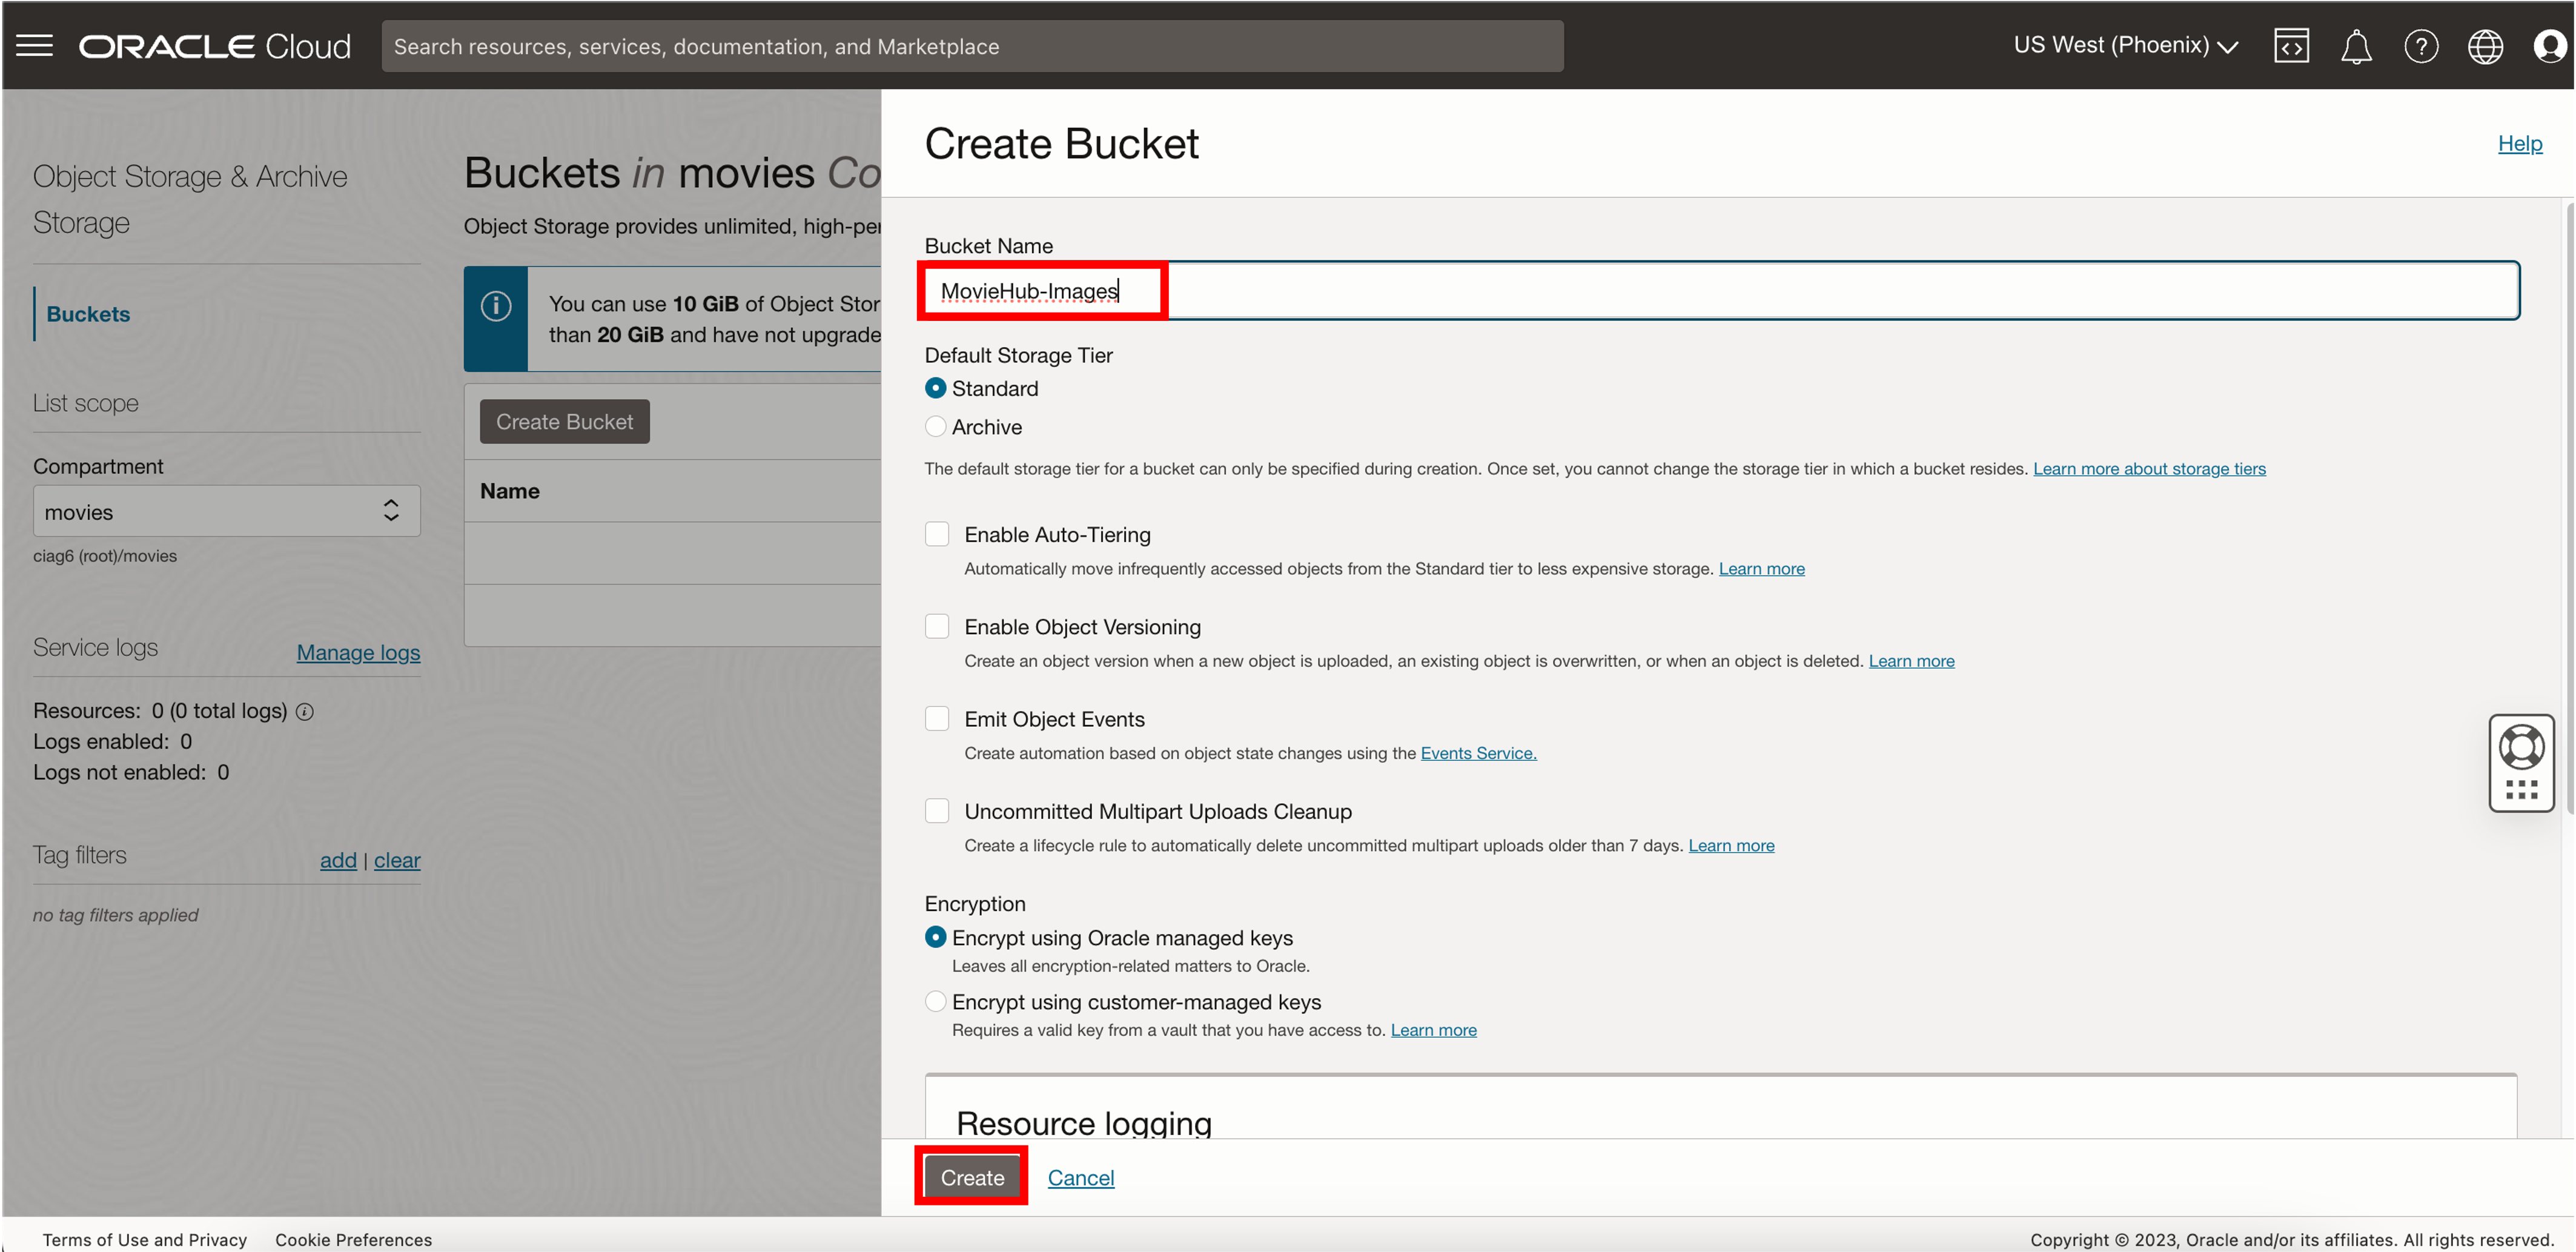 ORACLE Cloud
Search resources, services, documentation, and Marketplace
US West (Phoenix)
Object Storage & Archive
Storage
Buckets
List scope
Compartment
movies
ciag6 (root)/movies
Service logs Manage logs
Resources: 0 (0 total logs)
Logs enabled: 0
Logs not enabled: 0
Tag filters add | clear
no tag filters applied
Buckets in movies Co
Object Storage provides unlimited, high-per
You can use 10 GiB of Object Stor
than 20 GiB and have not upgrade
Create Bucket
Name
Create Bucket
Help
Bucket Name
MovieHub-Images
Default Storage Tier
Standard
Archive
The default storage tier for a bucket can only be specified during creation. Once set, you cannot change the storage tier in which a bucket resides. Learn more about storage tiers
Enable Auto-Tiering
Automatically move infrequently accessed objects from the Standard tier to less expensive storage. Learn more
Enable Object Versioning
Create an object version when a new object is uploaded, an existing object is overwritten, or when an object is deleted. Learn more
Emit Object Events
Create automation based on object state changes using the Events Service.
Uncommitted Multipart Uploads Cleanup
Create a lifecycle rule to automatically delete uncommitted multipart uploads older than 7 days. Learn more
Encryption
Encrypt using Oracle managed keys
Leaves all encryption-related matters to Oracle.
Encrypt using customer-managed keys
Requires a valid key from a vault that you have access to. Learn more
Resource logging
Create Cancel
Terms of Use and Privacy Cookie Preferences
Copyright © 2023, Oracle and/or its affiliates. All rights reserved.